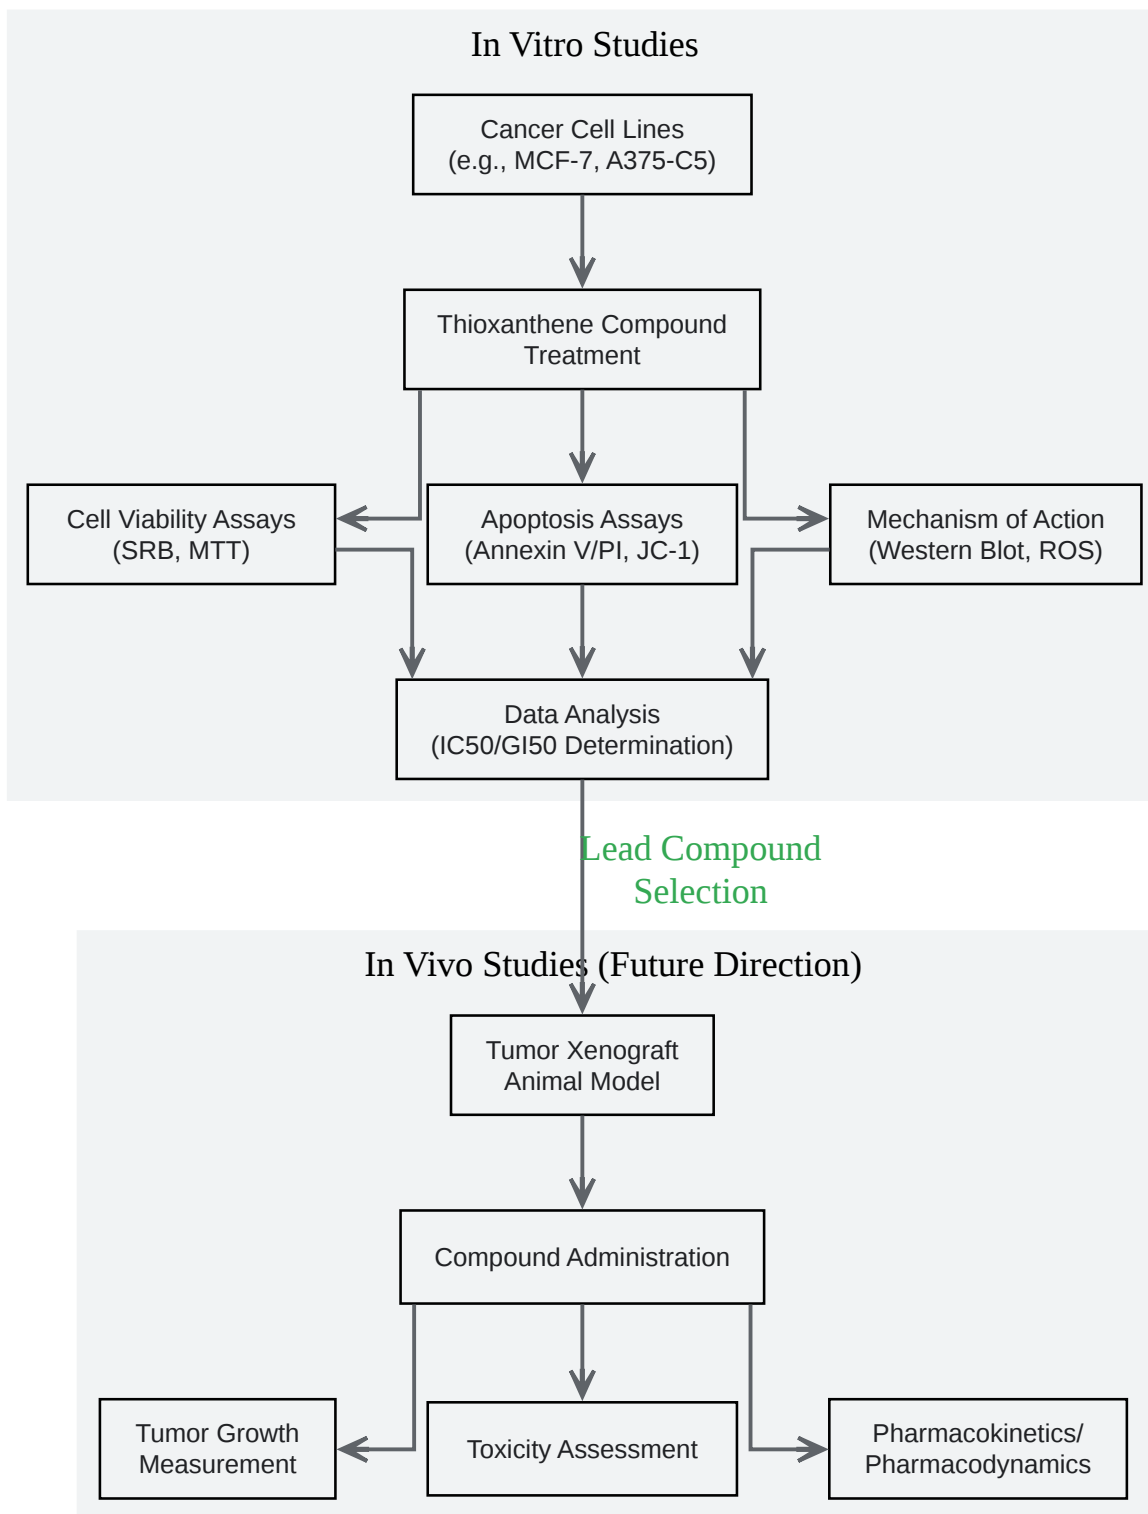 In Vitro Studies
Cancer Cell Lines
(e.g., MCF-7, A375-C5)
Thioxanthene Compound
Treatment
Cell Viability Assays
(SRB, MTT)
Apoptosis Assays
(Annexin V/PI, JC-1)
Mechanism of Action
(Western Blot, ROS)
Data Analysis
(IC50/GI50 Determination)
Lead Compound
Selection
In Vivo Studies (Future Direction)
Tumor Xenograft
Animal Model
Compound Administration
Tumor Growth
Measurement
Toxicity Assessment
Pharmacokinetics/
Pharmacodynamics